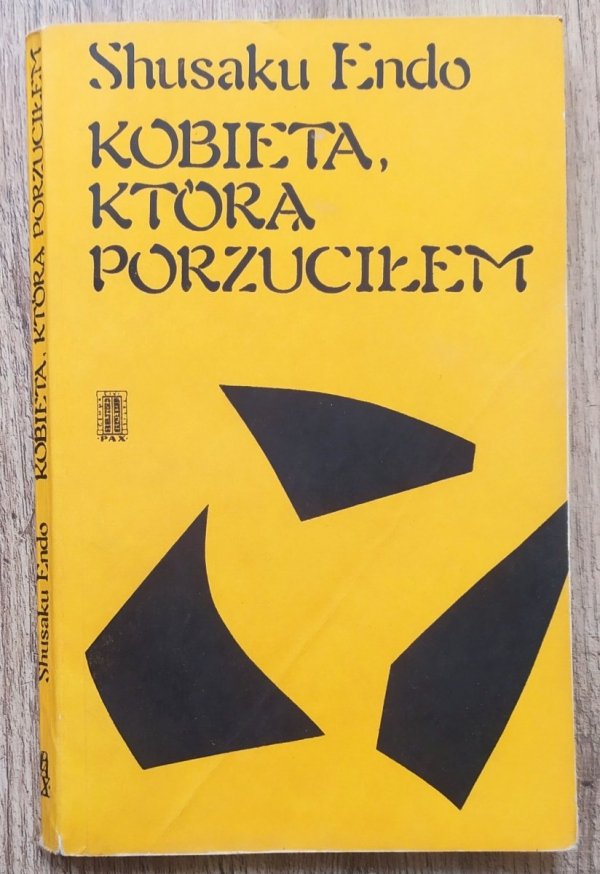 Shusaku Endo
KOBIETA,
KTÓRĄ
PORZUCIŁEM
PAX
Shusaku Endo KOBIETA, KTÓRĄ PORZUCIŁEM